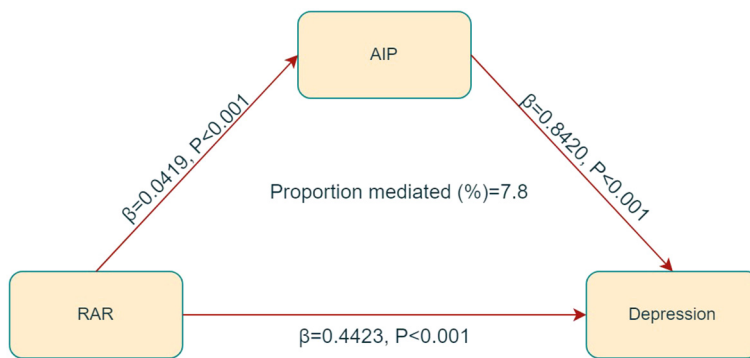 AIP
β=0.0419, P<0.001
β=0.8420, P<0.001
Proportion mediated (%)=7.8
RAR
Depression
β=0.4423, P<0.001